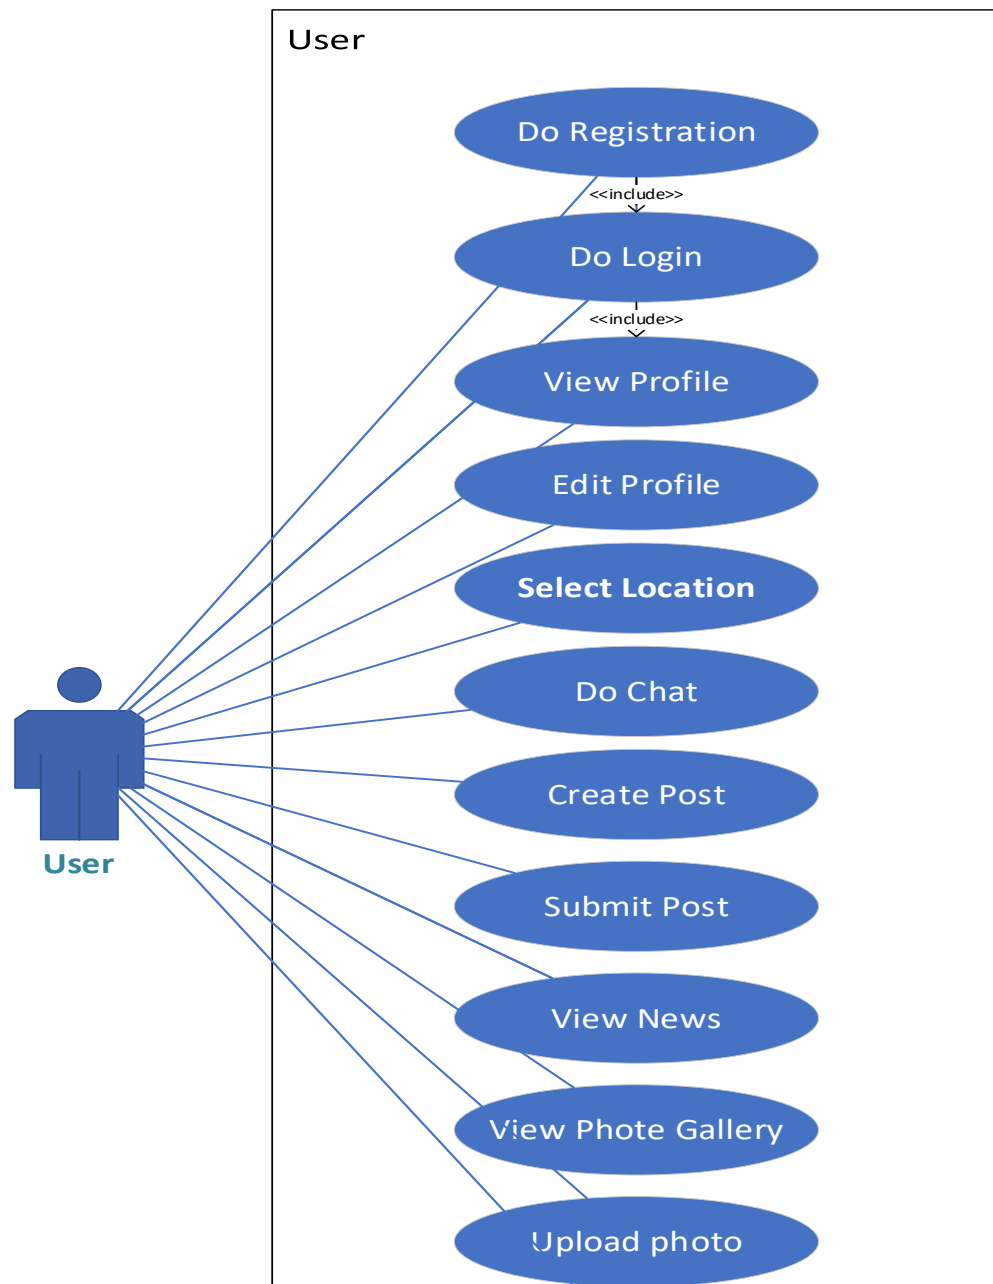 User
Do Registration
<<include>>
Do Login
<<include>>
View Profile
Edit Profile
Select Location
Do Chat
Create Post
User
Submit Post
View News
View Phote Gallery
Upload photo